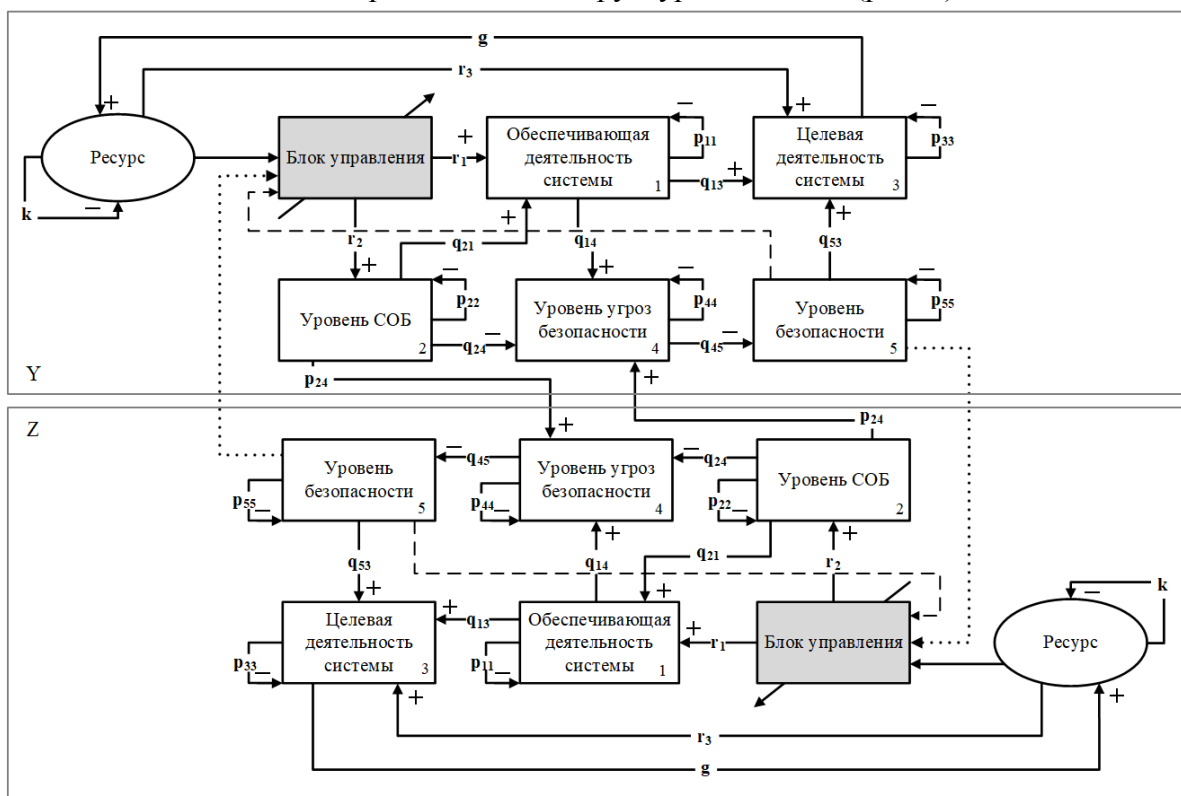 g
r3
+
+
Ресурс
k
−
Блок управления
+
r1
Обеспечивающая
деятельность
системы
1
−
p11
+
q13
Целевая
деятельность
системы
3
−
p33
r2
+
q21
+
q14
+
q53
+
Уровень СОБ
2
−
p22
q24
−
Уровень угроз
безопасности
4
−
p44
q45
−
Уровень
безопасности
5
−
p55
p24
+
+
Y
Z
p24
+
Уровень
безопасности
5
p55
−
−
q45
Уровень угроз
безопасности
4
p44
−
−
q24
Уровень СОБ
2
p22
−
q53
+
q14
+
q21
+
r2
+
Целевая
деятельность
системы
3
p33
−
+
q13
Обеспечивающая
деятельность
системы
1
p11
−
+
r1
Блок управления
−
Ресурс
−
k
+
r3
+
g